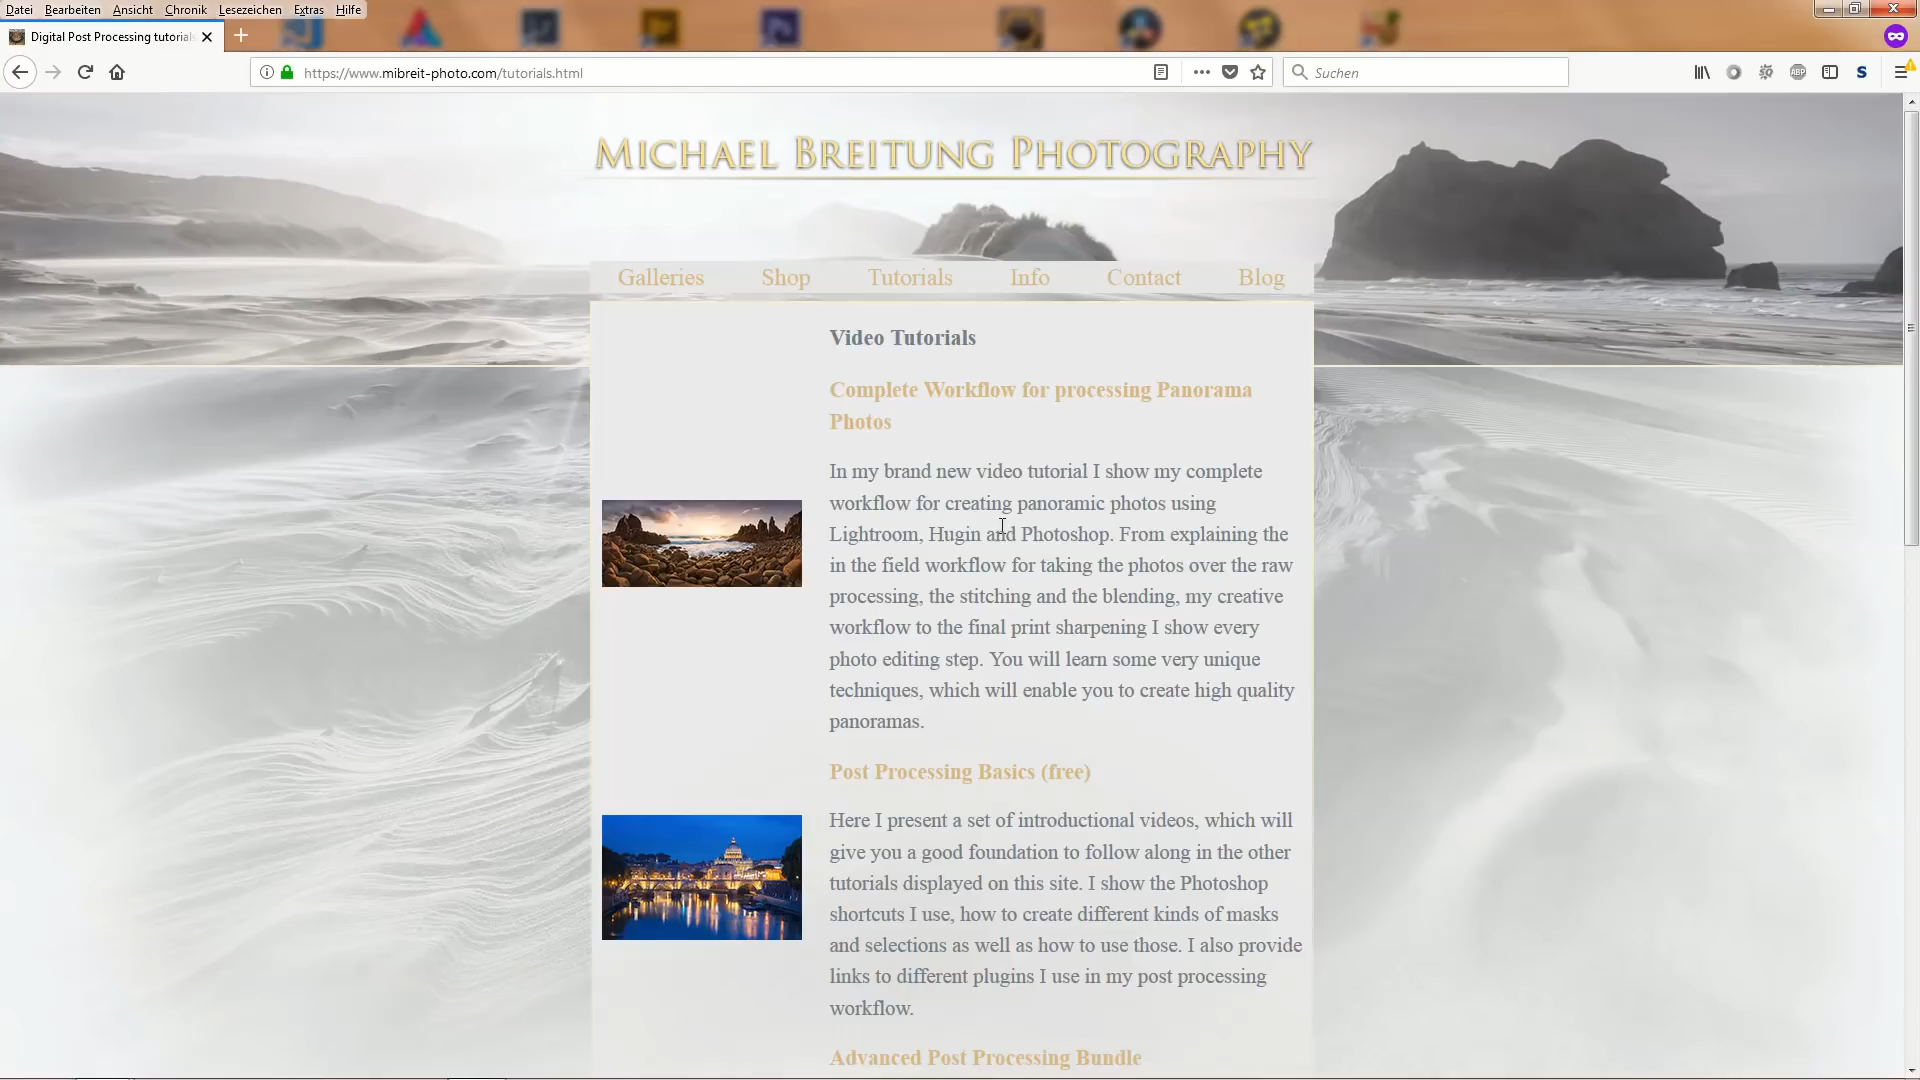 Datei Bearbeiten Ansicht Chronik Lesezeichen Extras Hilfe
Digital Post Processing tutorials
https://www.mibreit-photo.com/tutorials.html
Suchen
ABP
S
MICHAEL BREITUNG PHOTOGRAPHY
Galleries Shop Tutorials Info Contact Blog
Video Tutorials
Complete Workflow for processing Panorama
Photos
In my brand new video tutorial I show my complete
workflow for creating panoramic photos using
Lightroom, Hugin and Photoshop. From explaining the
in the field workflow for taking the photos over the raw
processing, the stitching and the blending, my creative
workflow to the final print sharpening I show every
photo editing step. You will learn some very unique
techniques, which will enable you to create high quality
panoramas.
Post Processing Basics (free)
Here I present a set of introductional videos, which will
give you a good foundation to follow along in the other
tutorials displayed on this site. I show the Photoshop
shortcuts I use, how to create different kinds of masks
and selections as well as how to use those. I also provide
links to different plugins I use in my post processing
workflow.
Advanced Post Processing Bundle